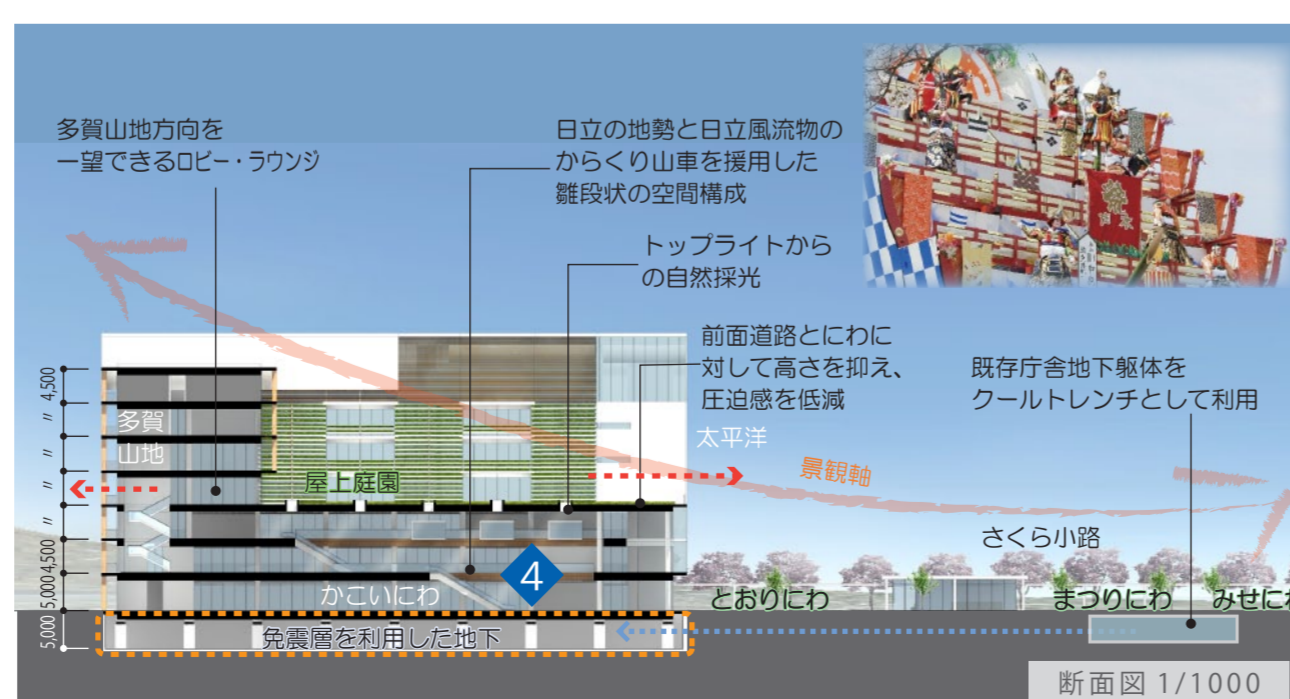 多賀山地方向を
一望できるロビー・ラウンジ
日立の地勢と日立風流物の
からくり山車を援用した
雛段状の空間構成
トップライトから
の自然採光
前面道路とにわに
対して高さを抑え、
圧迫感を低減
既存庁舎地下躯体を
クールトレンチとして利用
4,500
〃
〃
〃
〃
4,500
5,000
5,000
多賀
山地
屋上庭園
太平洋
景観軸
さくら小路
4
かこいにわ
とおりにわ
まつりにわ
みせにわ
免震層を利用した地下
断面図 1/1000